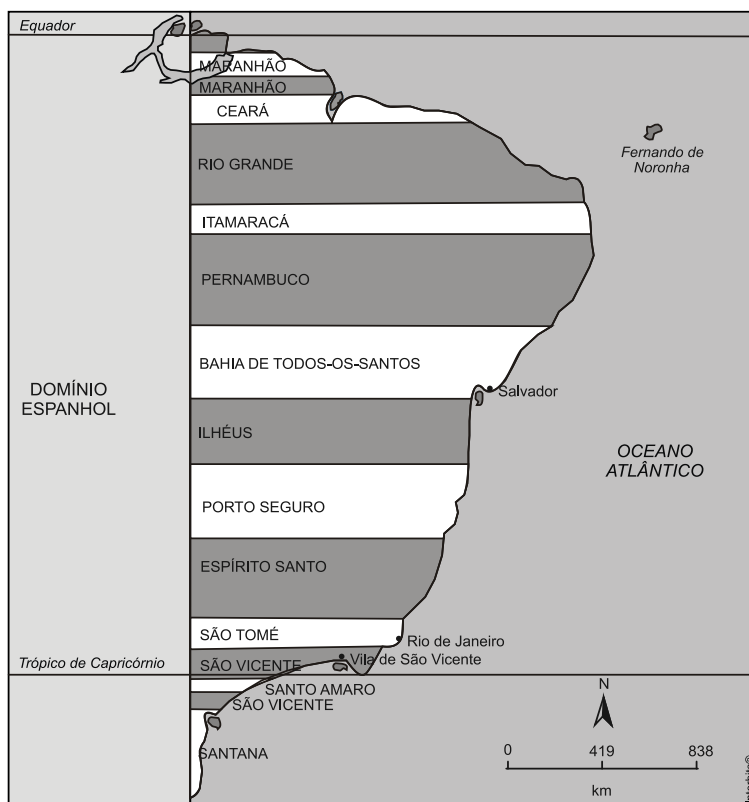 Equador
MARANHÃO
MARANHÃO
CEARÁ
Fernando de
Noronha
RIO GRANDE
ITAMARACÁ
PERNAMBUCO
BAHIA DE TODOS-OS-SANTOS
DOMÍNIO
ESPANHOL
Salvador
ILHÉUS
OCEANO
ATLÂNTICO
PORTO SEGURO
ESPÍRITO SANTO
SÃO TOMÉ
Rio de Janeiro
Trópico de Capricórnio
SÃO VICENTE
Vila de São Vicente
SANTO AMARO
SÃO VICENTE
N
SANTANA
0 419 838
km